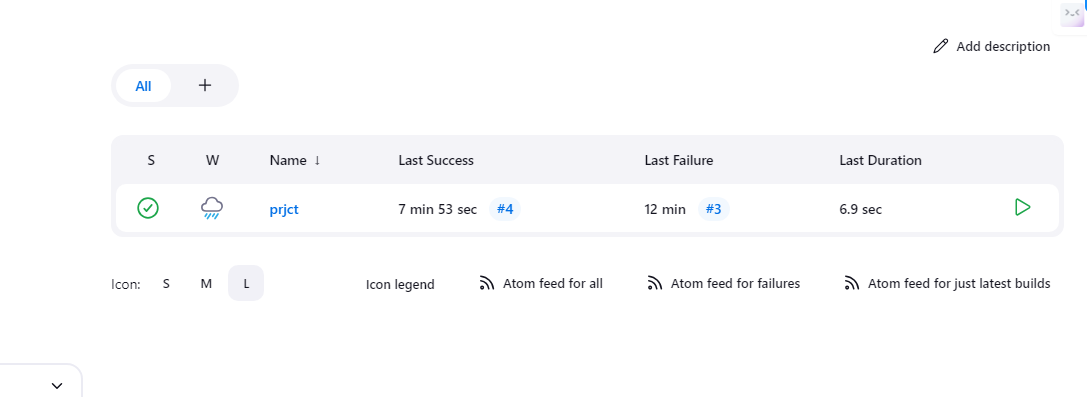 Add description
All +
S W Name ↓ Last Success Last Failure Last Duration
prjct 7 min 53 sec #4 12 min #3 6.9 sec
Icon: S M L Icon legend Atom feed for all Atom feed for failures Atom feed for just latest builds